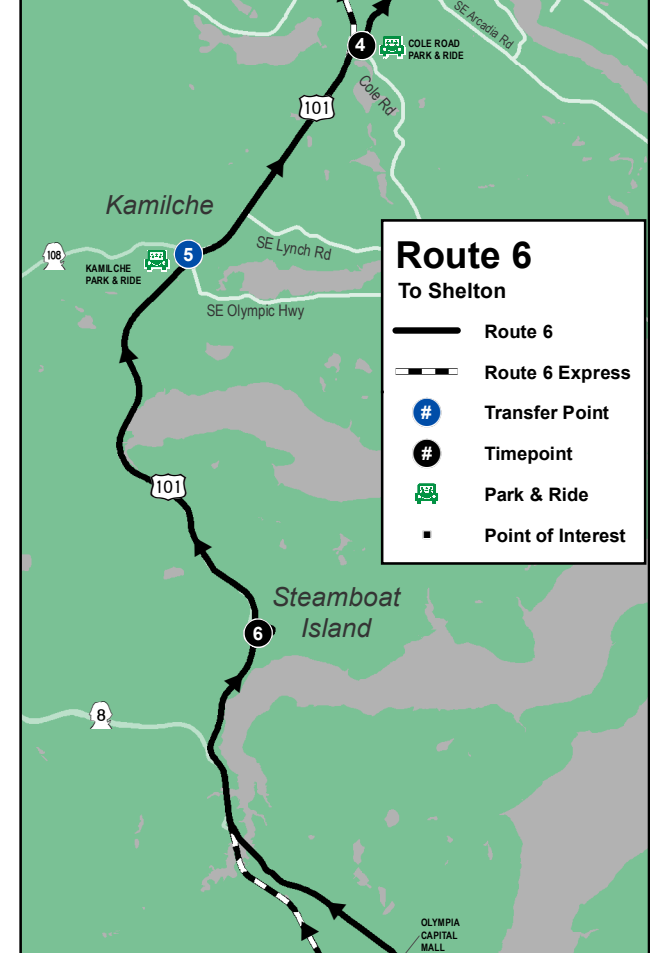 SE Arcadia Rd
4
COLE ROAD
PARK & RIDE
Cole Rd
101
Kamilche
108
5
KAMILCHE
PARK & RIDE
SE Lynch Rd
SE Olympic Hwy
Route 6
To Shelton
Route 6
Route 6 Express
# Transfer Point
# Timepoint
Park & Ride
Point of Interest
101
Steamboat
Island
6
8
OLYMPIA
CAPITAL
MALL